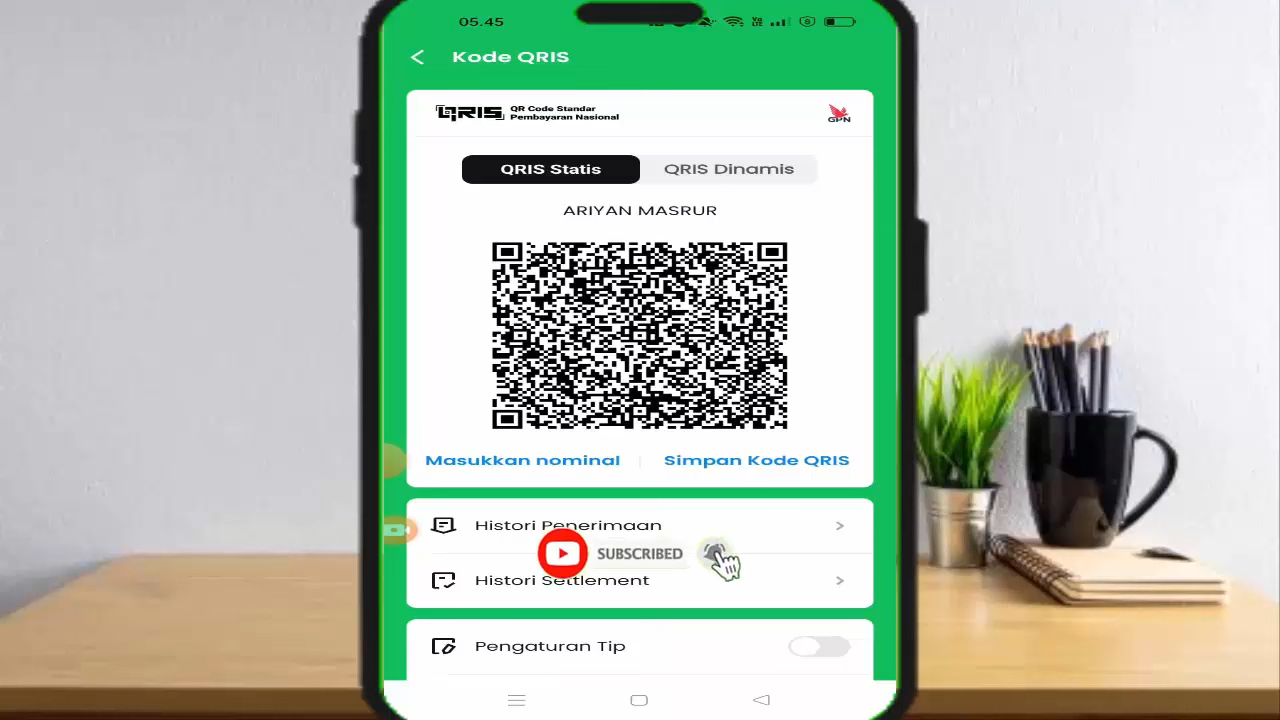 05.45
Kode QRIS
QRIS QR Code Standar
Pembayaran Nasional
GPN
QRIS Statis QRIS Dinamis
ARIYAN MASRUR
Masukkan nominal Simpan Kode QRIS
Histori Penerimaan
SUBSCRIBED
Histori Settlement
Pengaturan Tip